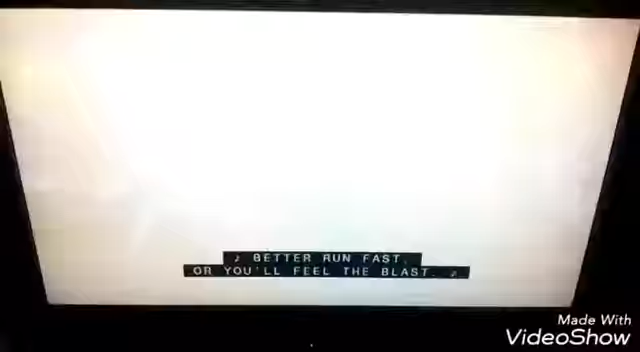 ♪ BETTER RUN FAST,
OR YOU'LL FEEL THE BLAST. ♪
Made With
VideoShow